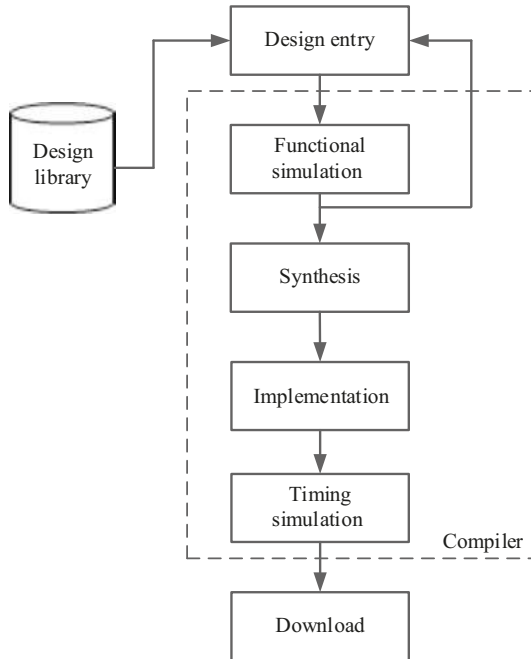 Design entry
Design
library
Functional
simulation
Synthesis
Implementation
Timing
simulation
Compiler
Download